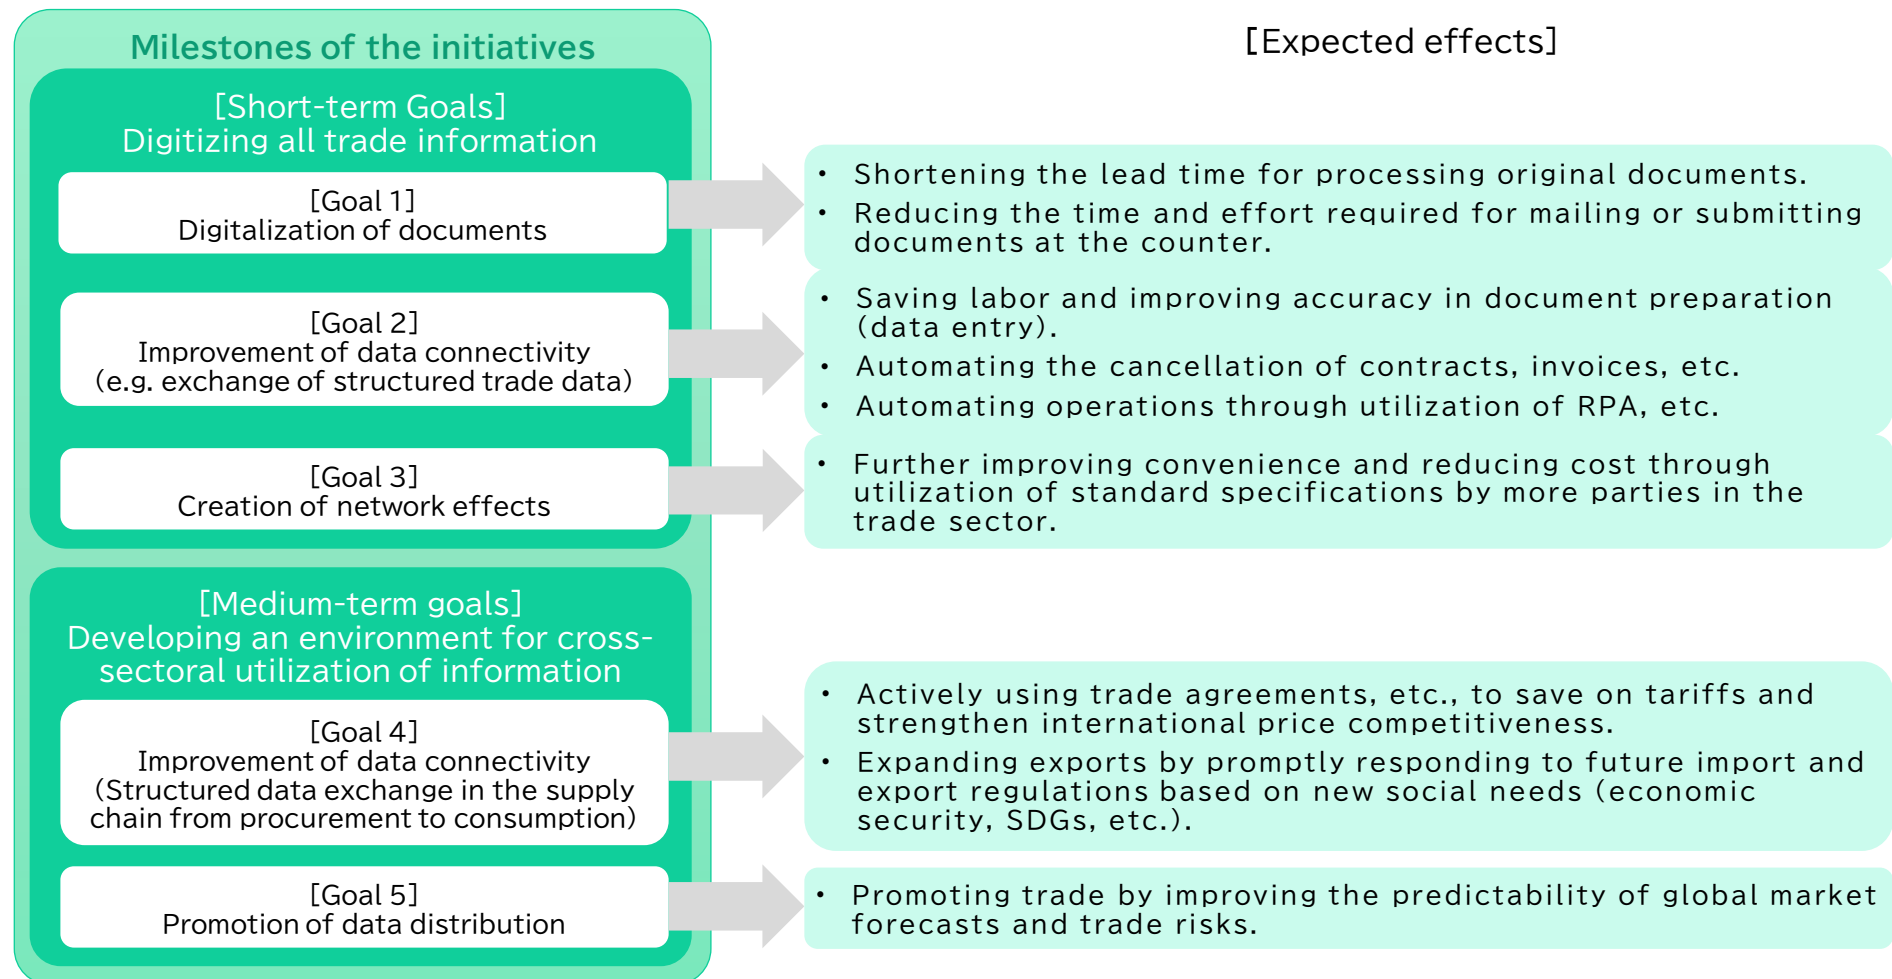 Milestones of the initiatives
[Expected effects]
[Short-term Goals]
Digitizing all trade information
[Goal 1]
Digitalization of documents
• Shortening the lead time for processing original documents.
• Reducing the time and effort required for mailing or submitting
documents at the counter.
[Goal 2]
Improvement of data connectivity
(e.g. exchange of structured trade data)
• Saving labor and improving accuracy in document preparation
(data entry).
• Automating the cancellation of contracts, invoices, etc.
• Automating operations through utilization of RPA, etc.
[Goal 3]
Creation of network effects
• Further improving convenience and reducing cost through
utilization of standard specifications by more parties in the
trade sector.
[Medium-term goals]
Developing an environment for cross-
sectoral utilization of information
[Goal 4]
Improvement of data connectivity
(Structured data exchange in the supply
chain from procurement to consumption)
• Actively using trade agreements, etc., to save on tariffs and
strengthen international price competitiveness.
• Expanding exports by promptly responding to future import and
export regulations based on new social needs (economic
security, SDGs, etc.).
[Goal 5]
Promotion of data distribution
• Promoting trade by improving the predictability of global market
forecasts and trade risks.